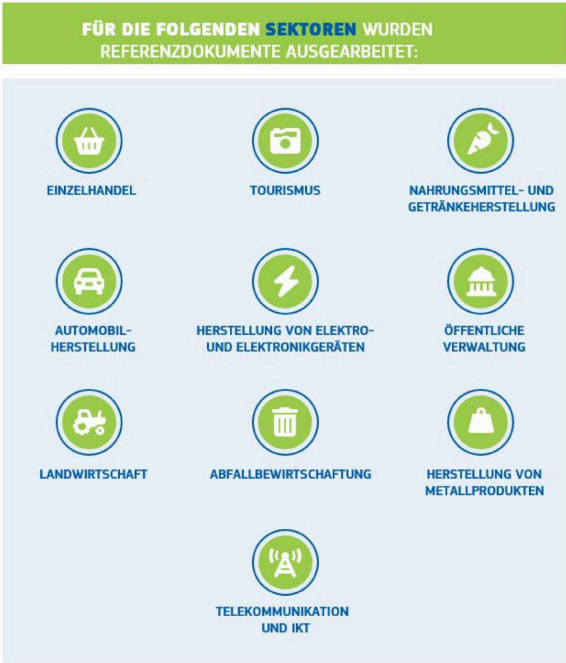 FÜR DIE FOLGENDEN SEKTOREN WURDEN
REFERENZDOKUMENTE AUSGEARBEITET:
EINZELHANDEL
TOURISMUS
NAHRUNGSMITTEL- UND
GETRÄNKEHERSTELLUNG
AUTOMOBIL-
HERSTELLUNG
HERSTELLUNG VON ELEKTRO-
UND ELEKTRONIKGERÄTEN
ÖFFENTLICHE
VERWALTUNG
LANDWIRTSCHAFT
ABFALLBEWIRTSCHAFTUNG
HERSTELLUNG VON
METALLPRODUKTEN
TELEKOMMUNIKATION
UND IKT